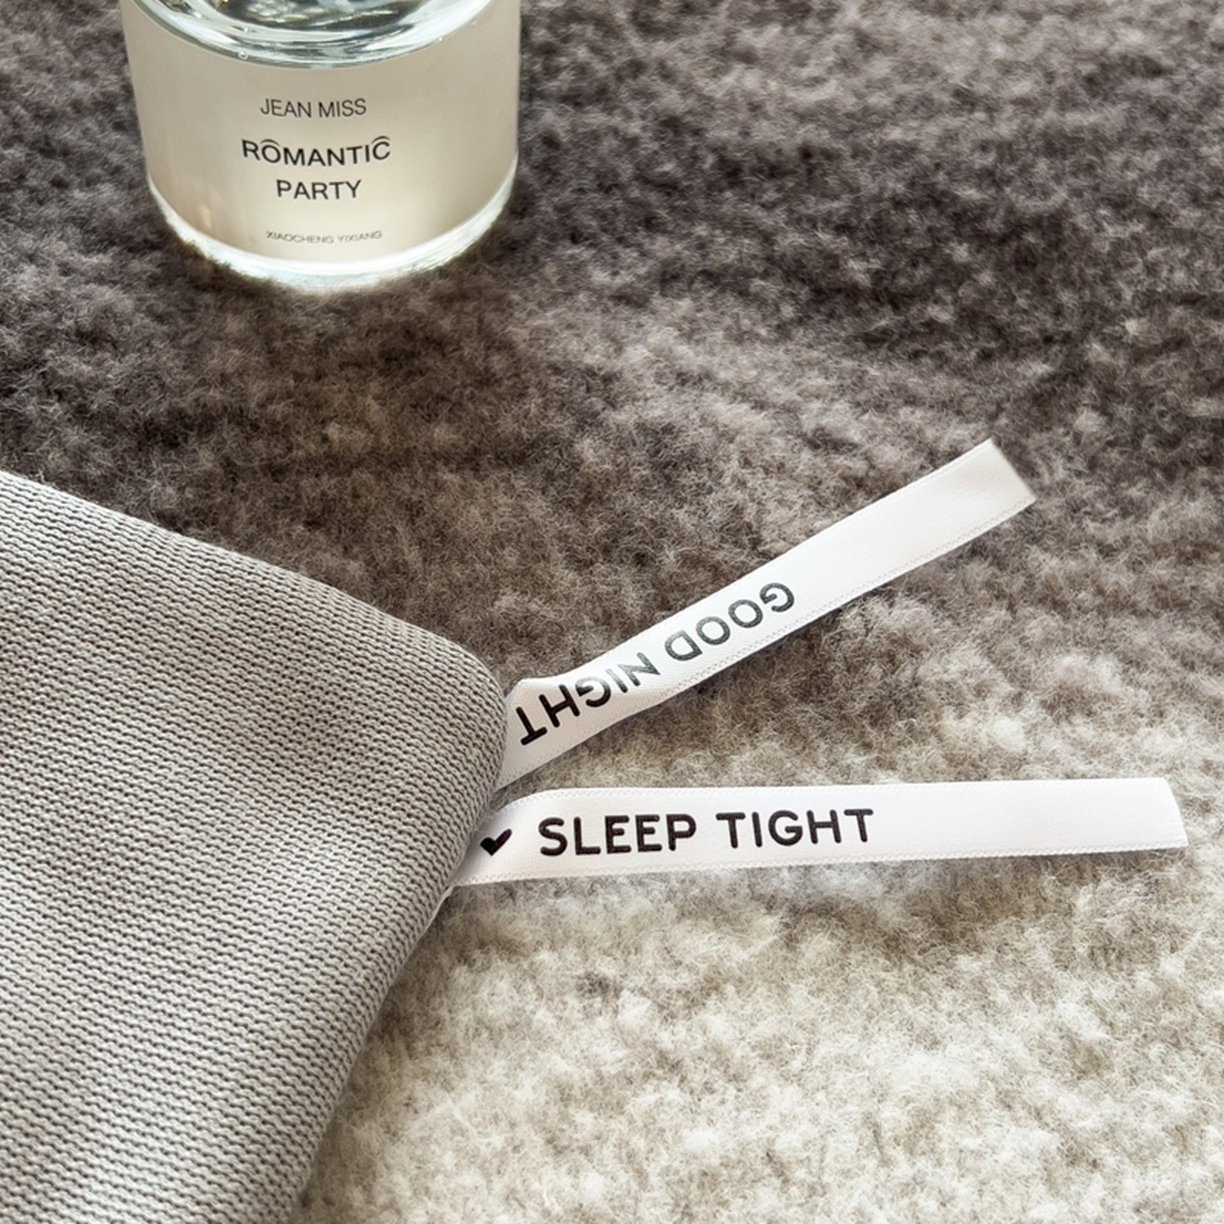 JEAN MISS
ROMANTIC
PARTY
XIAOCHENG YIXIANG
GOOD NIGHT
♥ SLEEP TIGHT